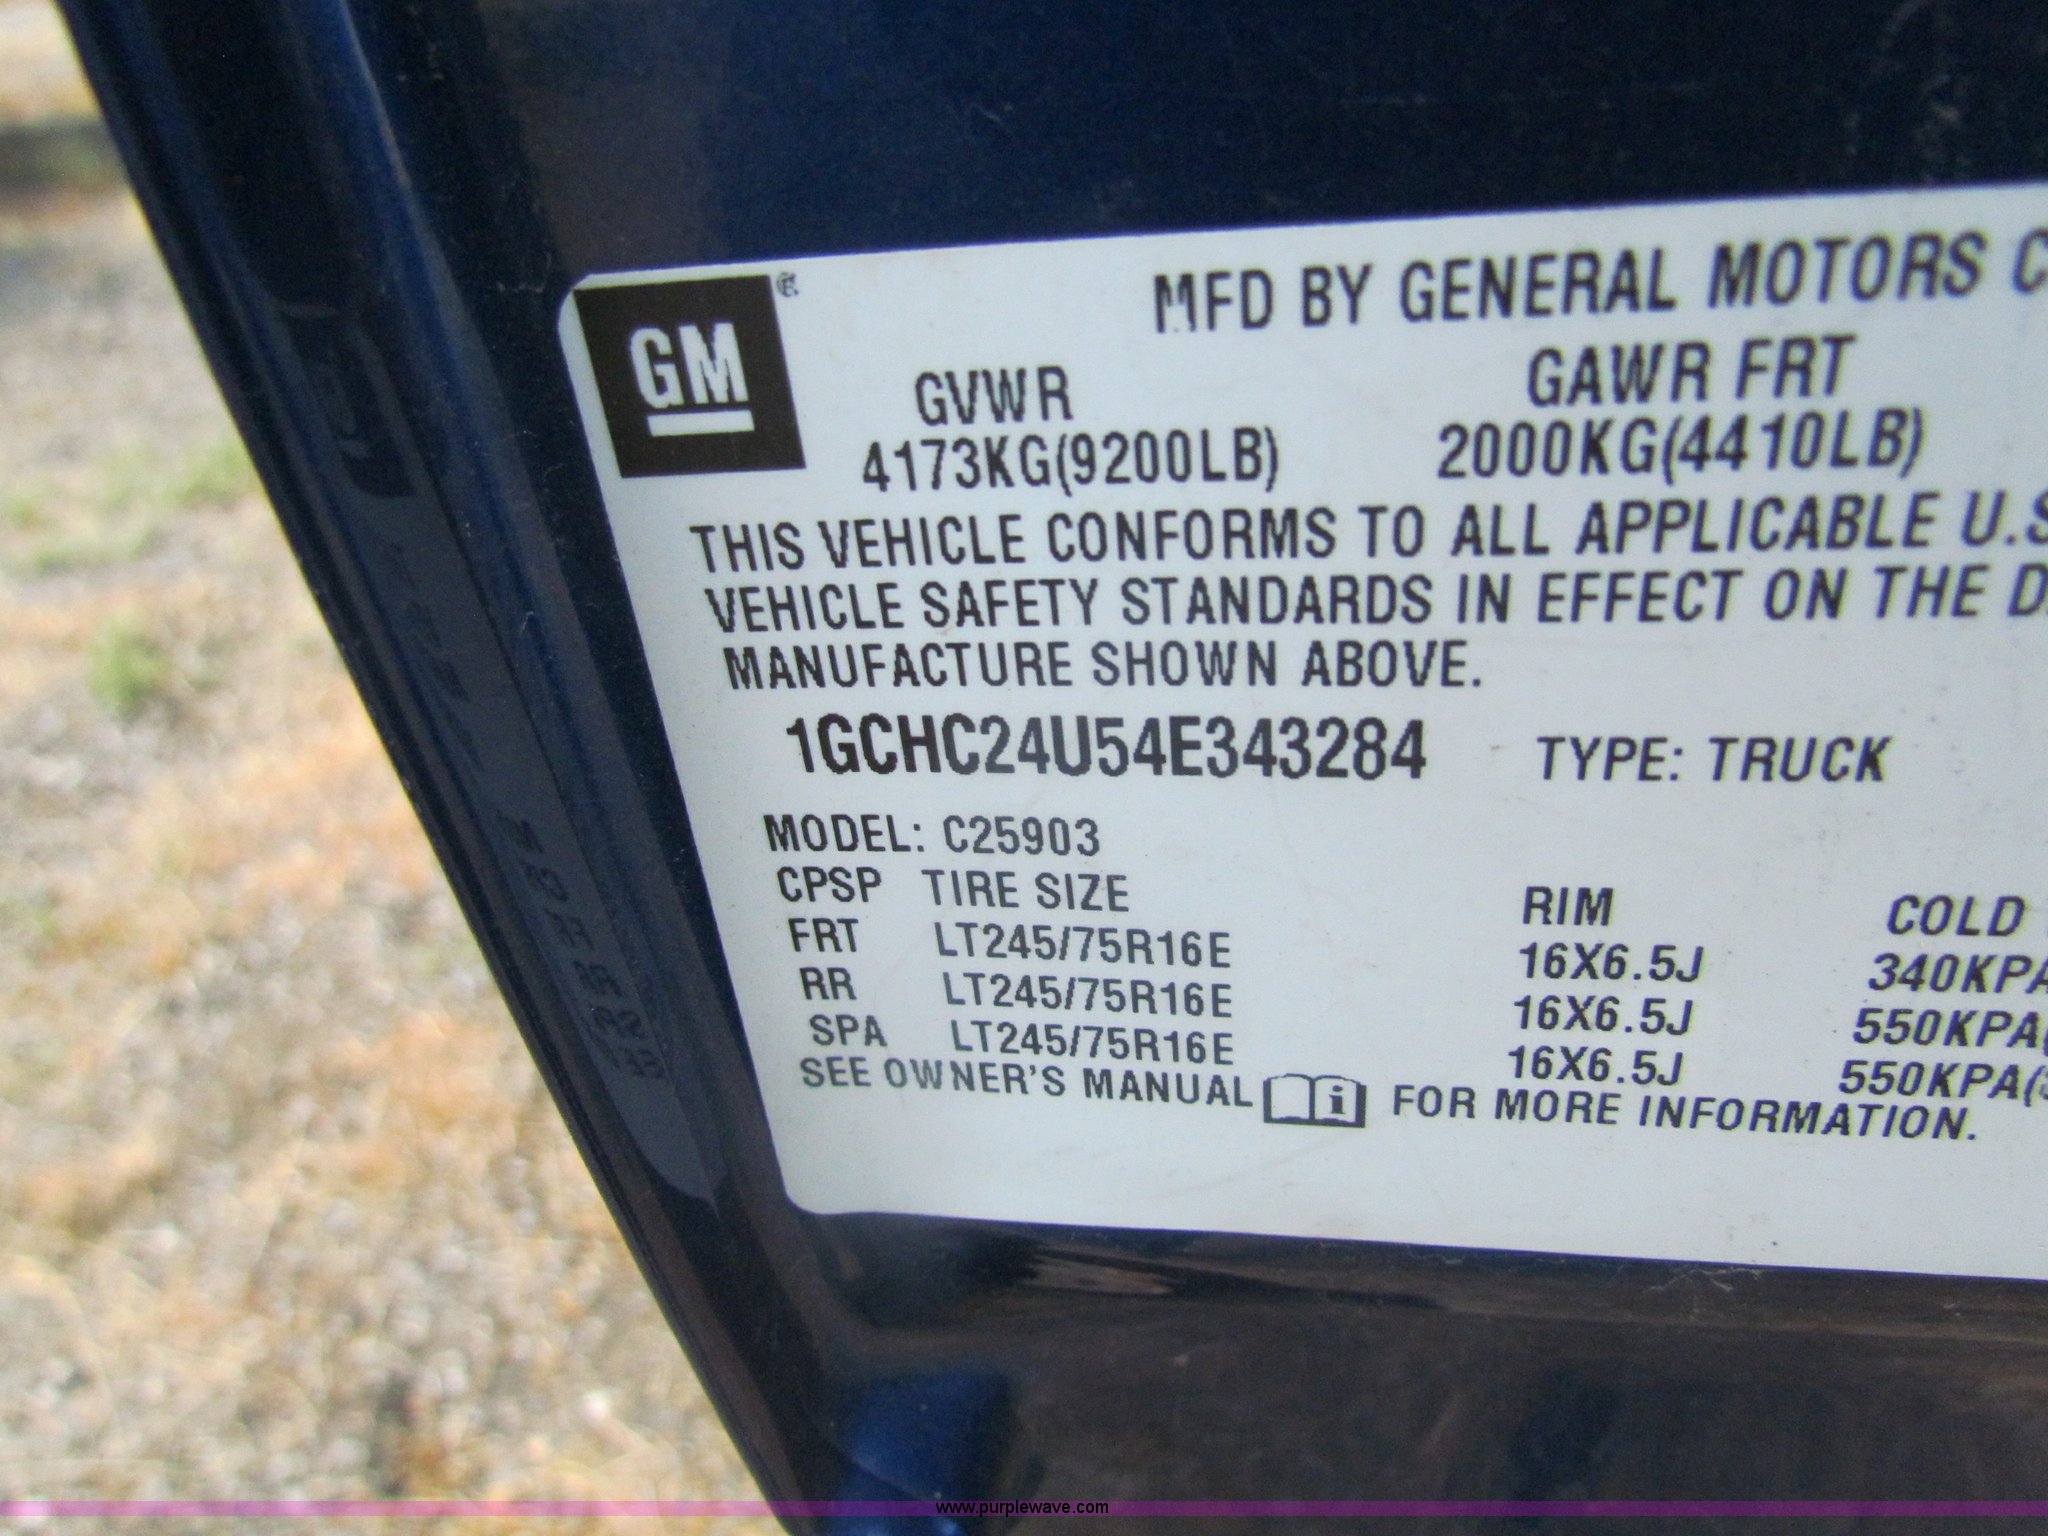 GM
MFD BY GENERAL MOTORS C
GVWR GAWR FRT
4173KG(9200LB) 2000KG(4410LB)
THIS VEHICLE CONFORMS TO ALL APPLICABLE U.S
VEHICLE SAFETY STANDARDS IN EFFECT ON THE D
MANUFACTURE SHOWN ABOVE.
1GCHC24U54E343284 TYPE: TRUCK
MODEL: C25903
CPSP TIRE SIZE RIM COLD
FRT LT245/75R16E 16X6.5J 340KPA
RR LT245/75R16E 16X6.5J 550KPA(
SPA LT245/75R16E 16X6.5J 550KPA(
SEE OWNER'S MANUAL i FOR MORE INFORMATION.
www.purplewave.com